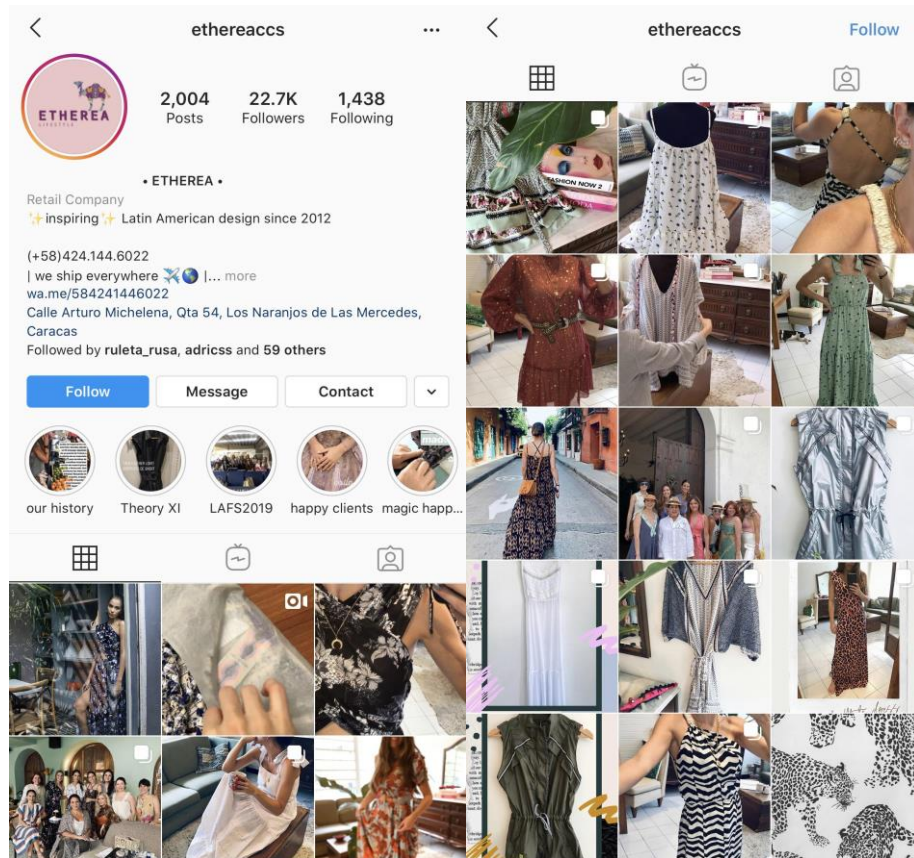 ethereaccs
ETHEREA
LIFESTYLE
2,004 22.7K 1,438
Posts Followers Following
• ETHEREA •
Retail Company
✨inspiring✨ Latin American design since 2012
(+58)424.144.6022
| we ship everywhere ✈️🌎 |... more
wa.me/584241446022
Calle Arturo Michelena, Qta 54, Los Naranjos de Las Mercedes,
Caracas
Followed by ruleta_rusa, adricss and 59 others
Follow Message Contact
our history Theory XI LAFS2019 happy clients magic happ...
ethereaccs Follow
FASHION NOW 2
MODA